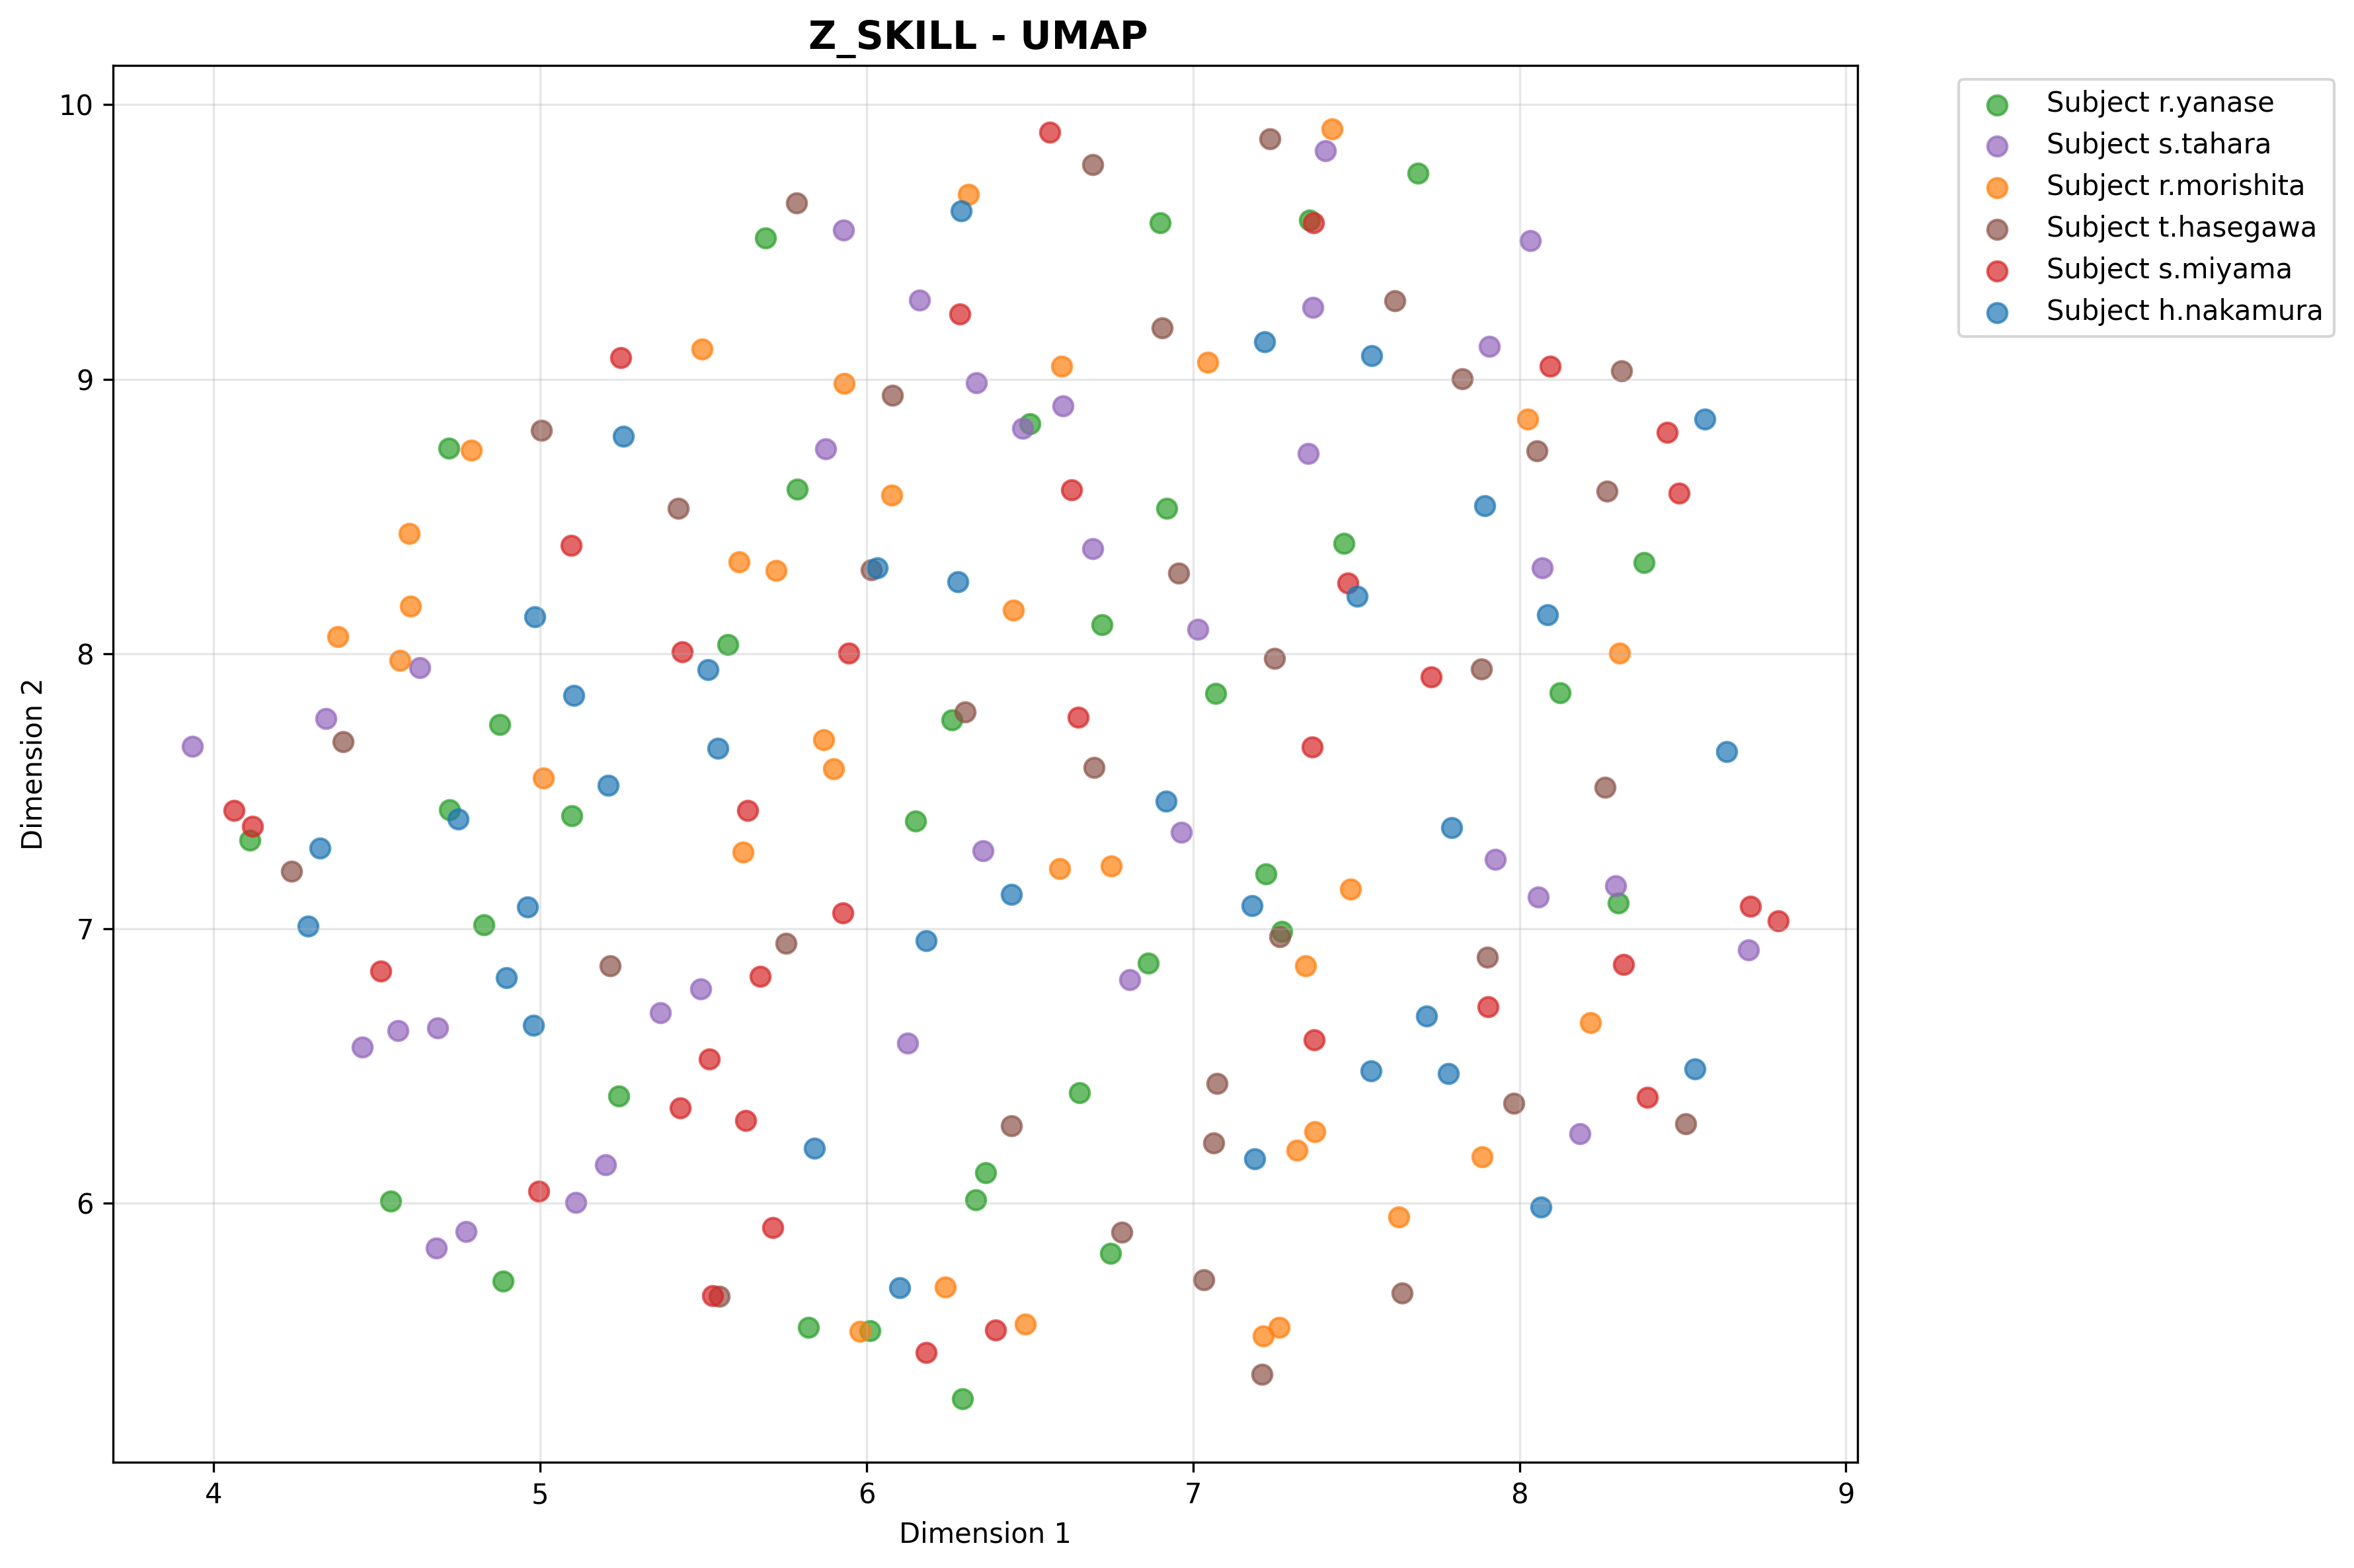 Z_SKILL - UMAP
Subject r.yanase
Subject s.tahara
Subject r.morishita
Subject t.hasegawa
Subject s.miyama
Subject h.nakamura
10
9
8
7
6
Dimension 2
4 5 6 7 8 9
Dimension 1